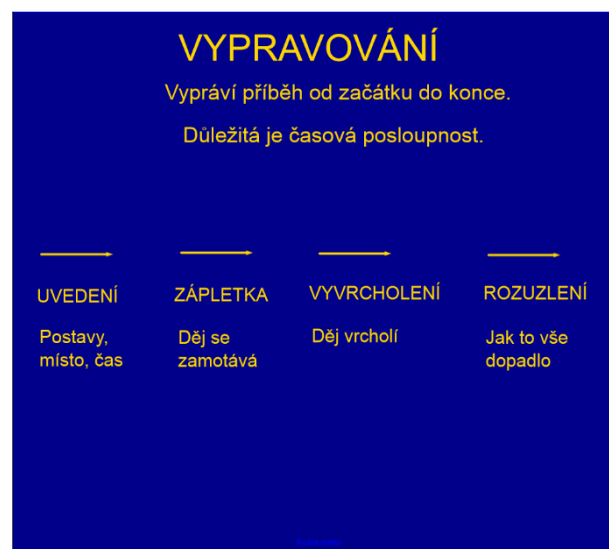 VYPRAVOVÁNÍ
Vypráví příběh od začátku do konce.
Důležitá je časová posloupnost.
UVEDENÍ
Postavy,
místo, čas
ZÁPLETKA
Děj se
zamotává
VYVRCHOLENÍ
Děj vrcholí
ROZUZLENÍ
Jak to vše
dopadlo